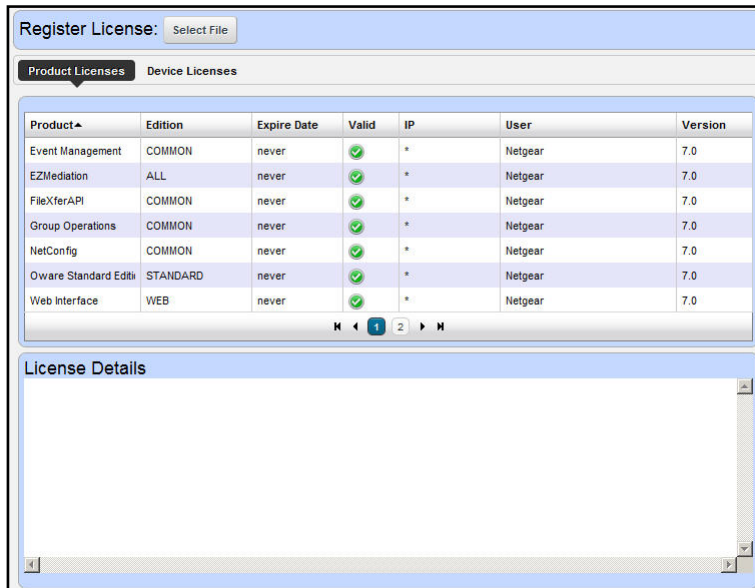 Register License: Select File
Product Licenses Device Licenses
Product Edition Expire Date Valid IP User Version
Event Management COMMON never * Netgear 7.0
EZMediation ALL never * Netgear 7.0
FileXferAPI COMMON never * Netgear 7.0
Group Operations COMMON never * Netgear 7.0
NetConfig COMMON never * Netgear 7.0
Oware Standard Editi STANDARD never * Netgear 7.0
Web Interface WEB never * Netgear 7.0
1 2
License Details